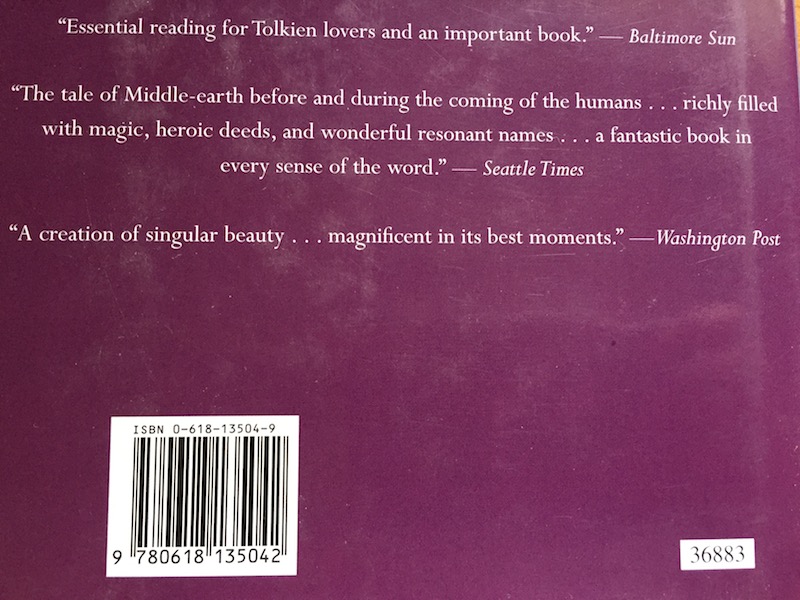 “Essential reading for Tolkien lovers and an important book.” — Baltimore Sun
“The tale of Middle-earth before and during the coming of the humans . . . richly filled
with magic, heroic deeds, and wonderful resonant names . . . a fantastic book in
every sense of the word.” — Seattle Times
“A creation of singular beauty . . . magnificent in its best moments.” —Washington Post
ISBN 0-618-13504-9
9 780618 135042
36883